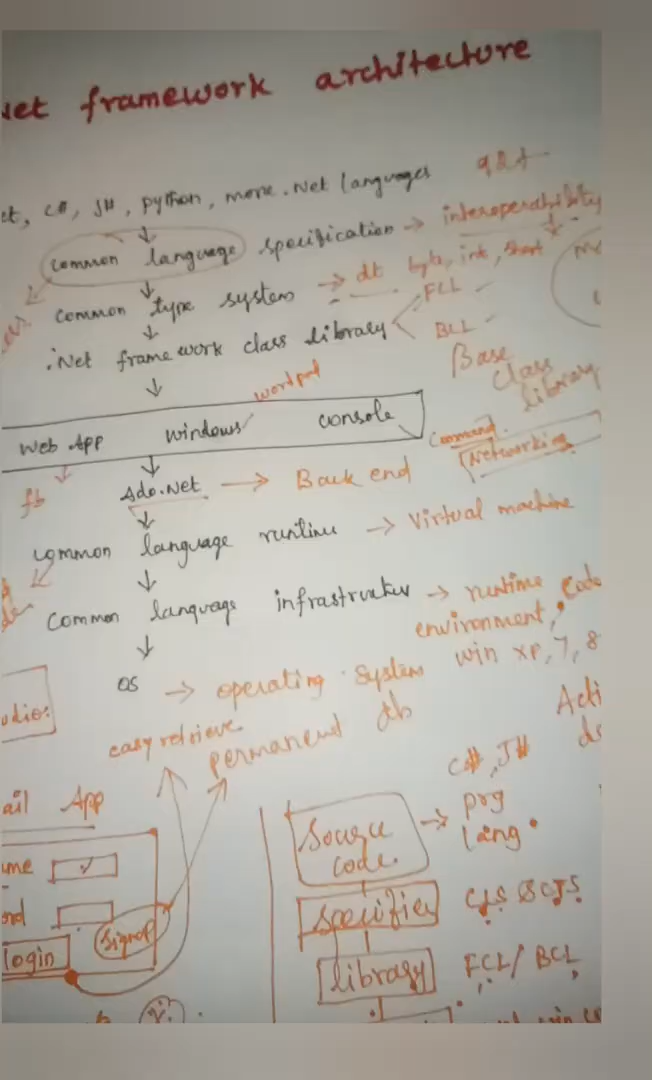 Net framework architecture
C#, J#, python, more .Net languages
common language specification → interoperability
common type system → dt byte, int, short
.Net framework class library FCL
BCL
Base class library
wordpad
Web App windows console
Command
Networking
fb
Ado.Net → Back end
common language runtime → Virtual machine
Common language infrastructure → runtime code
environment,
OS → operating system win xp, 7, 8
easy retrieve
permanent db
Acti
ail App
C#, J#
Source code → prg lang
ume
login
Signup
Specifies CLS & CTS
library FCL/BCL